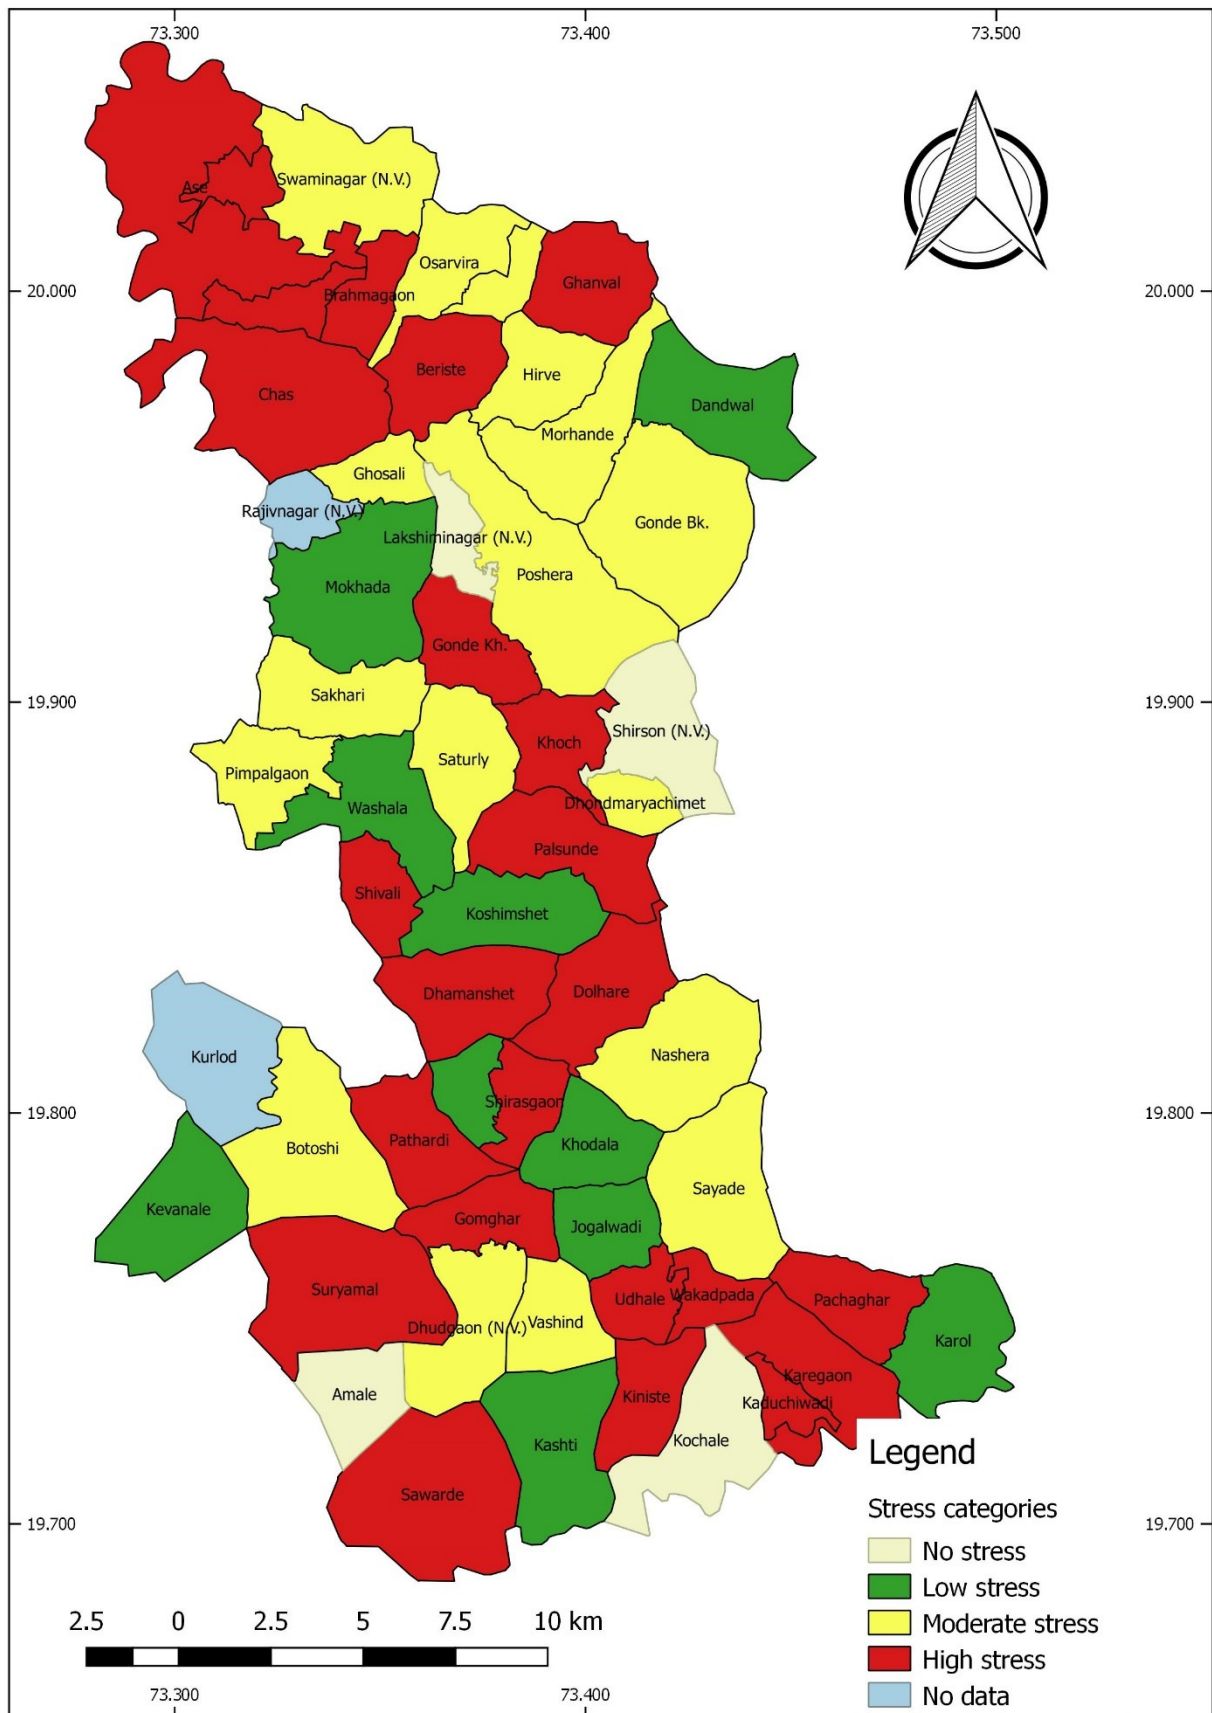 73.300 73.400 73.500
Swaminagar (N.V.)
Ase
Osarvira
Ghanval
20.000 20.000
Brahmagaon
Beriste
Hirve
Chas
Dandwal
Morhande
Ghosali
Rajivnagar (N.V.)
Gonde Bk.
Lakshiminagar (N.V.)
Poshera
Mokhada
Gonde Kh.
Sakhari
19.900 19.900
Shirson (N.V.)
Khoch
Saturly
Pimpalgaon
Dhondmaryachimet
Washala
Palsunde
Shivali
Koshimshet
Dhamanshet
Dolhare
Nashera
Kurlod
Shirasgaon
19.800 19.800
Pathardi
Khodala
Botoshi
Sayade
Kevanale
Gomghar
Jogalwadi
Suryamal
Udhale
Wakadpada
Pachaghar
Vashind
Dhudgaon (N.V.)
Karol
Karegaon
Amale
Kiniste
Kaduchiwadi
Kochale
Kashti
Sawarde
19.700 19.700
Legend
Stress categories
No stress
Low stress
Moderate stress
High stress
No data
2.5 0 2.5 5 7.5 10 km
73.300 73.400